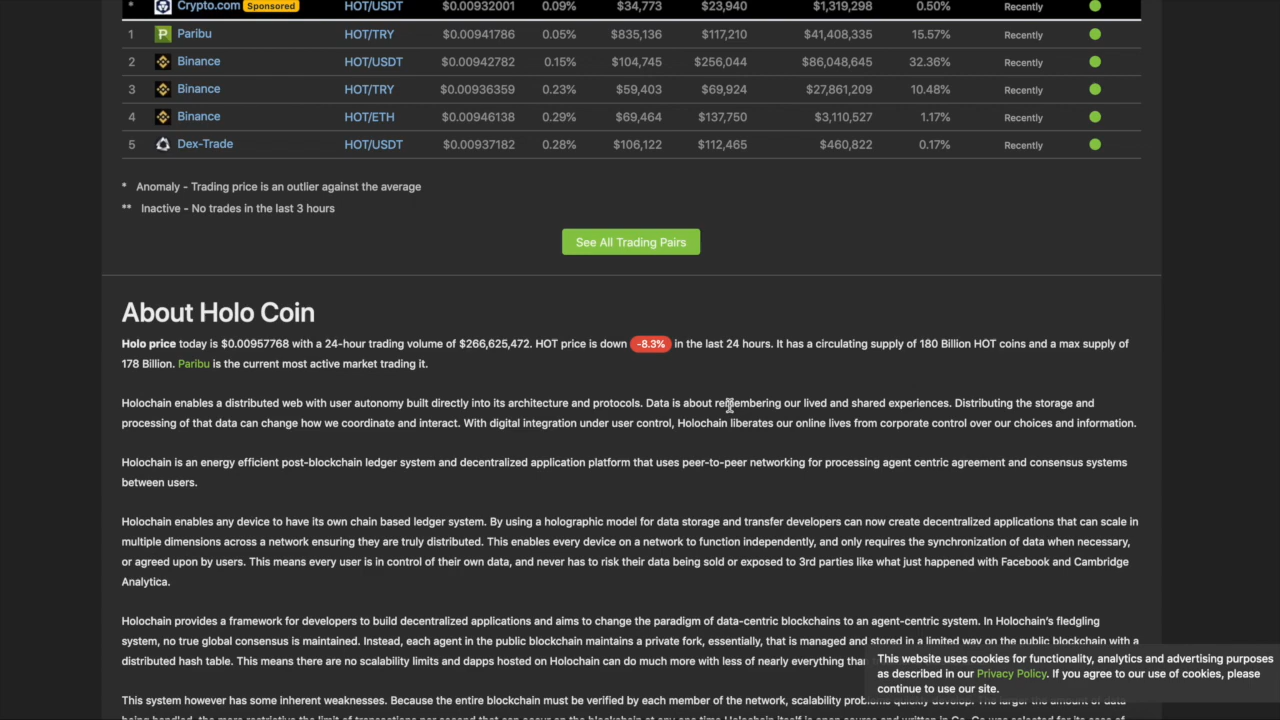 * Crypto.com Sponsored HOT/USDT $0.00932001 0.09% $34,773 $23,940 $1,319,298 0.50% Recently
1 Paribu HOT/TRY $0.00941786 0.05% $835,136 $117,210 $41,408,335 15.57% Recently
2 Binance HOT/USDT $0.00942782 0.15% $104,745 $256,044 $86,048,645 32.36% Recently
3 Binance HOT/TRY $0.00936359 0.23% $59,403 $69,924 $27,861,209 10.48% Recently
4 Binance HOT/ETH $0.00946138 0.29% $69,464 $137,750 $3,110,527 1.17% Recently
5 Dex-Trade HOT/USDT $0.00937182 0.28% $106,122 $112,465 $460,822 0.17% Recently
* Anomaly - Trading price is an outlier against the average
** Inactive - No trades in the last 3 hours
See All Trading Pairs
About Holo Coin
Holo price today is $0.00957768 with a 24-hour trading volume of $266,625,472. HOT price is down -8.3% in the last 24 hours. It has a circulating supply of 180 Billion HOT coins and a max supply of
178 Billion. Paribu is the current most active market trading it.
Holochain enables a distributed web with user autonomy built directly into its architecture and protocols. Data is about remembering our lived and shared experiences. Distributing the storage and
processing of that data can change how we coordinate and interact. With digital integration under user control, Holochain liberates our online lives from corporate control over our choices and information.
Holochain is an energy efficient post-blockchain ledger system and decentralized application platform that uses peer-to-peer networking for processing agent centric agreement and consensus systems
between users.
Holochain enables any device to have its own chain based ledger system. By using a holographic model for data storage and transfer developers can now create decentralized applications that can scale in
multiple dimensions across a network ensuring they are truly distributed. This enables every device on a network to function independently, and only requires the synchronization of data when necessary,
or agreed upon by users. This means every user is in control of their own data, and never has to risk their data being sold or exposed to 3rd parties like what just happened with Facebook and Cambridge
Analytica.
Holochain provides a framework for developers to build decentralized applications and aims to change the paradigm of data-centric blockchains to an agent-centric system. In Holochain's fledgling
system, no true global consensus is maintained. Instead, each agent in the public blockchain maintains a private fork, essentially, that is managed and stored in a limited way on the public blockchain with a
distributed hash table. This means there are no scalability limits and dapps hosted on Holochain can do much more with less of nearly everything than
This system however has some inherent weaknesses. Because the entire blockchain must be verified by each member of the network, scalability
This website uses cookies for functionality, analytics and advertising purposes
as described in our Privacy Policy. If you agree to our use of cookies, please
continue to use our site.